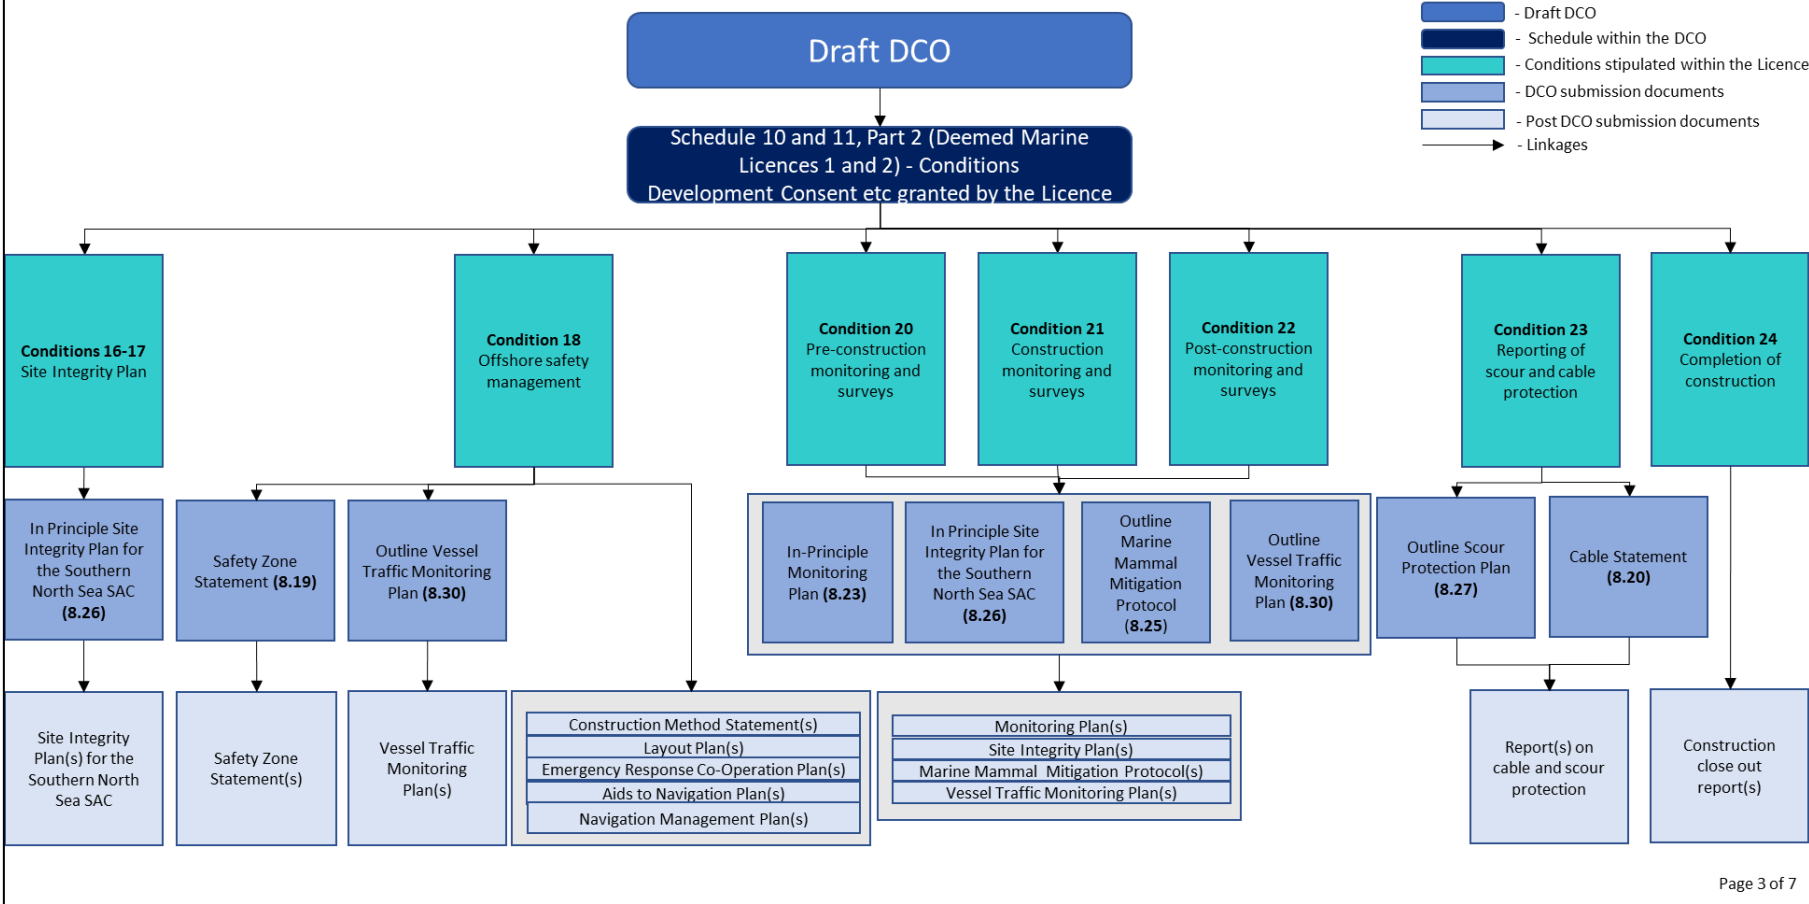 Draft DCO
- Draft DCO
- Schedule within the DCO
- Conditions stipulated within the Licence
- DCO submission documents
- Post DCO submission documents
- Linkages
Schedule 10 and 11, Part 2 (Deemed Marine
Licences 1 and 2) - Conditions
Development Consent etc granted by the Licence
Conditions 16-17
Site Integrity Plan
Condition 18
Offshore safety
management
Condition 20
Pre-construction
monitoring and
surveys
Condition 21
Construction
monitoring and
surveys
Condition 22
Post-construction
monitoring and
surveys
Condition 23
Reporting of
scour and cable
protection
Condition 24
Completion of
construction
In Principle Site
Integrity Plan for
the Southern
North Sea SAC
(8.26)
Safety Zone
Statement (8.19)
Outline Vessel
Traffic Monitoring
Plan (8.30)
In-Principle
Monitoring
Plan (8.23)
In Principle Site
Integrity Plan for
the Southern
North Sea SAC
(8.26)
Outline
Marine
Mammal
Mitigation
Protocol
(8.25)
Outline
Vessel Traffic
Monitoring
Plan (8.30)
Outline Scour
Protection Plan
(8.27)
Cable Statement
(8.20)
Site Integrity
Plan(s) for the
Southern North
Sea SAC
Safety Zone
Statement(s)
Vessel Traffic
Monitoring
Plan(s)
Construction Method Statement(s)
Layout Plan(s)
Emergency Response Co-Operation Plan(s)
Aids to Navigation Plan(s)
Navigation Management Plan(s)
Monitoring Plan(s)
Site Integrity Plan(s)
Marine Mammal Mitigation Protocol(s)
Vessel Traffic Monitoring Plan(s)
Report(s) on
cable and scour
protection
Construction
close out
report(s)
Page 3 of 7